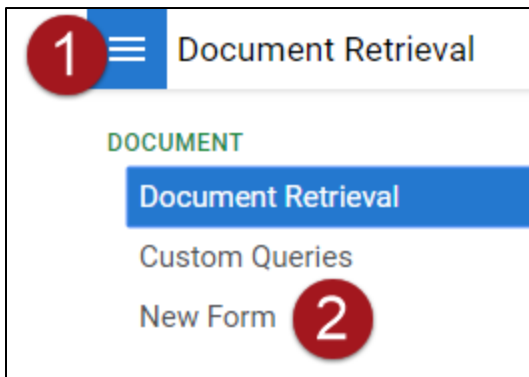 1 Document Retrieval
DOCUMENT
Document Retrieval
Custom Queries
New Form 2